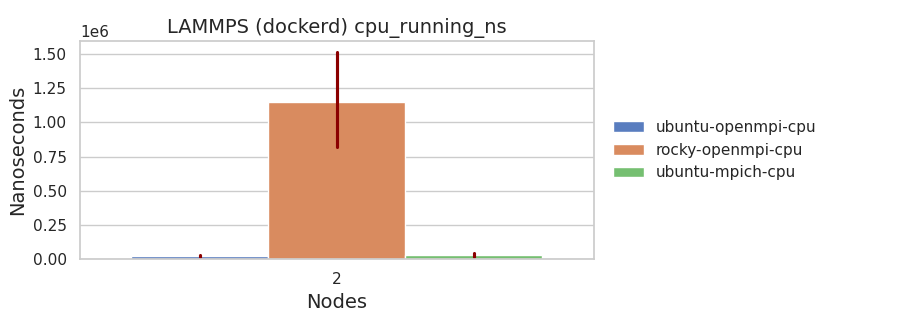 LAMMPS (dockerd) cpu_running_ns
1e6
1.50
1.25
1.00
0.75
0.50
0.25
0.00
Nanoseconds
2
Nodes
ubuntu-openmpi-cpu
rocky-openmpi-cpu
ubuntu-mpich-cpu